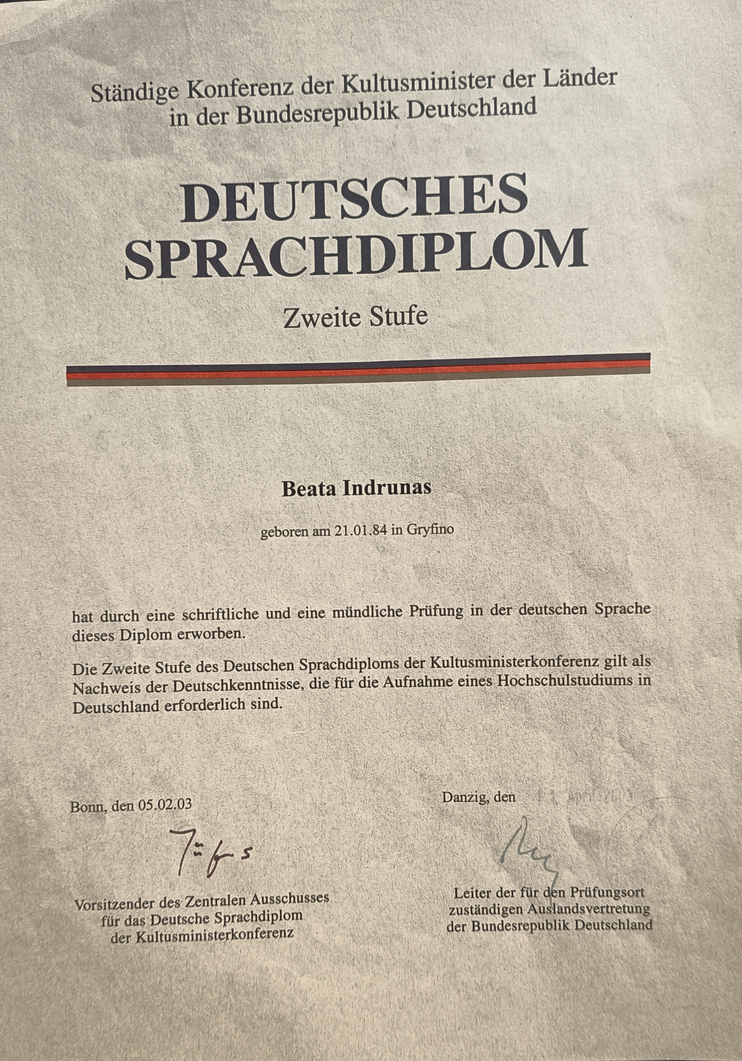 Ständige Konferenz der Kultusminister der Länder
in der Bundesrepublik Deutschland
DEUTSCHES
SPRACHDIPLOM
Zweite Stufe
Beata Indrunas
geboren am 21.01.84 in Gryfino
hat durch eine schriftliche und eine mündliche Prüfung in der deutschen Sprache
dieses Diplom erworben.
Die Zweite Stufe des Deutschen Sprachdiploms der Kultusministerkonferenz gilt als
Nachweis der Deutschkenntnisse, die für die Aufnahme eines Hochschulstudiums in
Deutschland erforderlich sind.
Bonn, den 05.02.03
Vorsitzender des Zentralen Ausschusses
für das Deutsche Sprachdiplom
der Kultusministerkonferenz
Danzig, den
Leiter der für den Prüfungsort
zuständigen Auslandsvertretung
der Bundesrepublik Deutschland